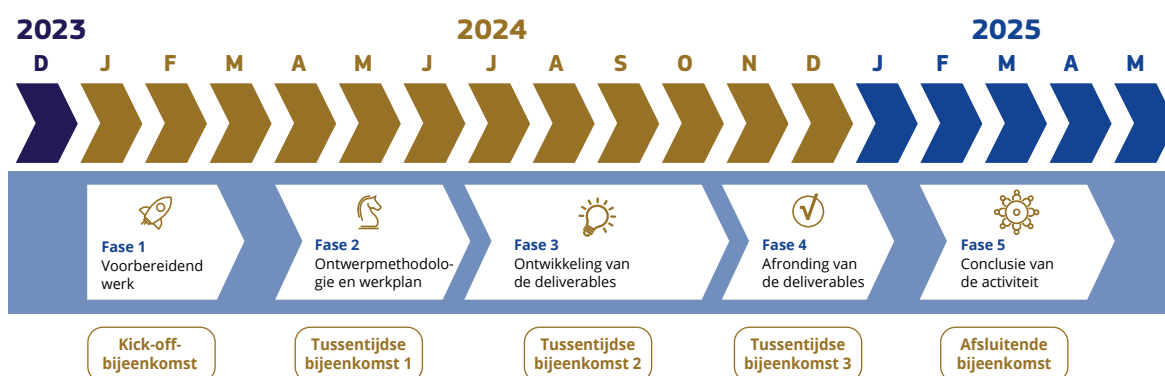 2023 2024 2025
D J F M A M J J A S O N D J F M A M
Fase 1
Voorbereidend
werk
Fase 2
Ontwerpmethodolo-
gie en werkplan
Fase 3
Ontwikkeling van
de deliverables
Fase 4
Afronding van
de deliverables
Fase 5
Conclusie van
de activiteit
Kick-off-
bijeenkomst
Tussentijdse
bijeenkomst 1
Tussentijdse
bijeenkomst 2
Tussentijdse
bijeenkomst 3
Afsluitende
bijeenkomst